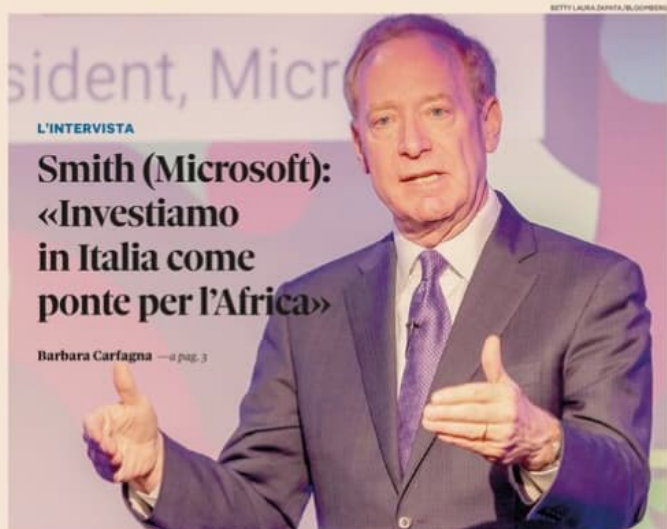 BETTY LAURA ZAPATA/BLOOMBERG
sident, Micr
L'INTERVISTA
Smith (Microsoft):
«Investiamo
in Italia come
ponte per l'Africa»
Barbara Carfagna —a pag. 3